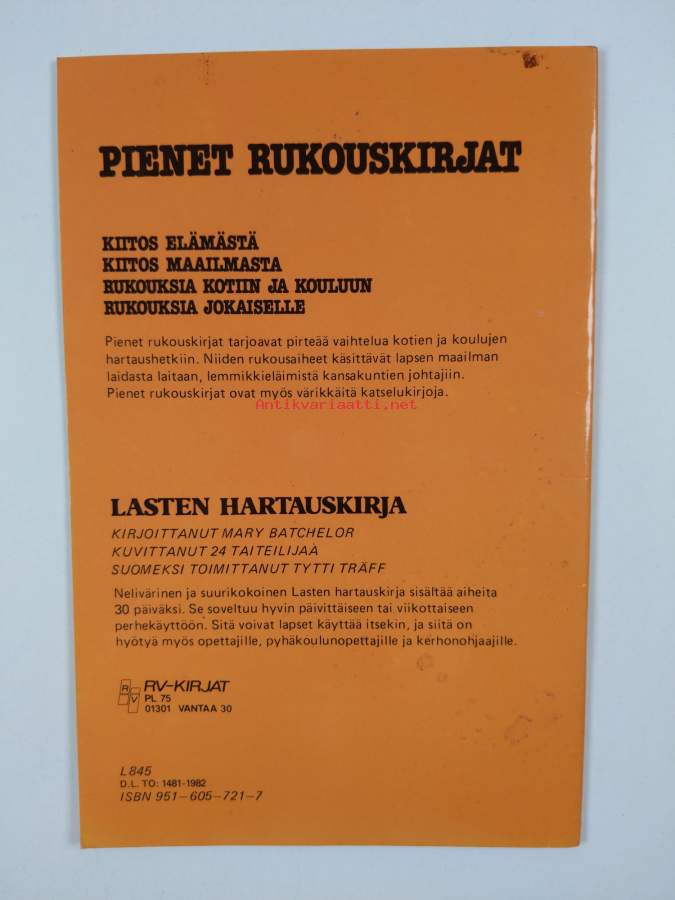 PIENET RUKOUSKIRJAT
KIITOS ELÄMÄSTÄ
KIITOS MAAILMASTA
RUKOUKSIA KOTIIN JA KOULUUN
RUKOUKSIA JOKAISELLE
Pienet rukouskirjat tarjoavat pirteää vaihtelua kotien ja koulujen
hartaushetkiin. Niiden rukousaiheet käsittävät lapsen maailman
laidasta laitaan, lemmikkieläimistä kansakuntien johtajiin.
Pienet rukouskirjat ovat myös värikkäitä katselukirjoja.
Antikvariaatti.net
LASTEN HARTAUSKIRJA
KIRJOITTANUT MARY BATCHELOR
KUVITTANUT 24 TAITEILIJAA
SUOMEKSI TOIMITTANUT TYTTI TRÄFF
Nelivärinen ja suurikokoinen Lasten hartauskirja sisältää aiheita
30 päiväksi. Se soveltuu hyvin päivittäiseen tai viikottaiseen
perhekäyttöön. Sitä voivat lapset käyttää itsekin, ja siitä on
hyötyä myös opettajille, pyhäkoulunopettajille ja kerhonohjaajille.
RV RV-KIRJAT
PL 75
01301 VANTAA 30
L845
D.L. TO: 1481-1982
ISBN 951-605-721-7